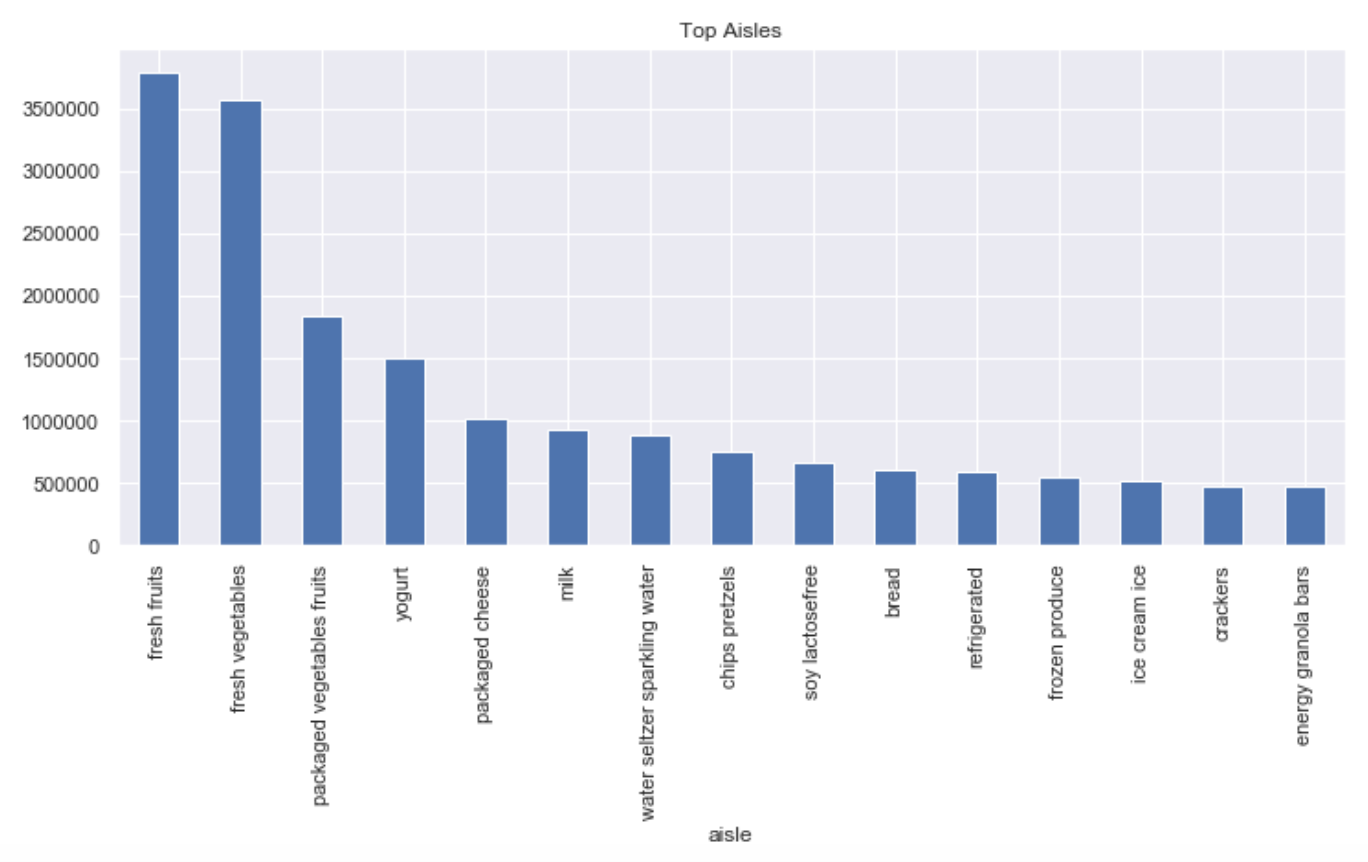 Top Aisles
3500000
3000000
2500000
2000000
1500000
1000000
500000
0
fresh fruits
fresh vegetables
packaged vegetables fruits
yogurt
packaged cheese
milk
water seltzer sparkling water
chips pretzels
soy lactosefree
bread
refrigerated
frozen produce
ice cream ice
crackers
energy granola bars
aisle